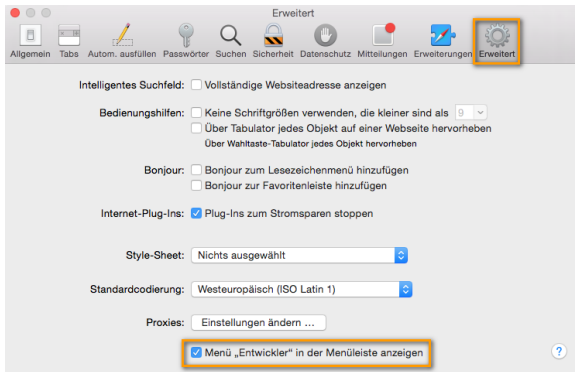 Erweitert
Allgemein Tabs Autom. ausfüllen Passwörter Suchen Sicherheit Datenschutz Mitteilungen Erweiterungen Erweitert
Intelligentes Suchfeld: Vollständige Websiteadresse anzeigen
Bedienungshilfen: Keine Schriftgrößen verwenden, die kleiner sind als 9
Über Tabulator jedes Objekt auf einer Webseite hervorheben
Über Wahltaste-Tabulator jedes Objekt hervorheben
Bonjour: Bonjour zum Lesezeichenmenü hinzufügen
Bonjour zur Favoritenleiste hinzufügen
Internet-Plug-Ins: Plug-Ins zum Stromsparen stoppen
Style-Sheet: Nichts ausgewählt
Standardcodierung: Westeuropäisch (ISO Latin 1)
Proxies: Einstellungen ändern ...
Menü „Entwickler“ in der Menüleiste anzeigen ?